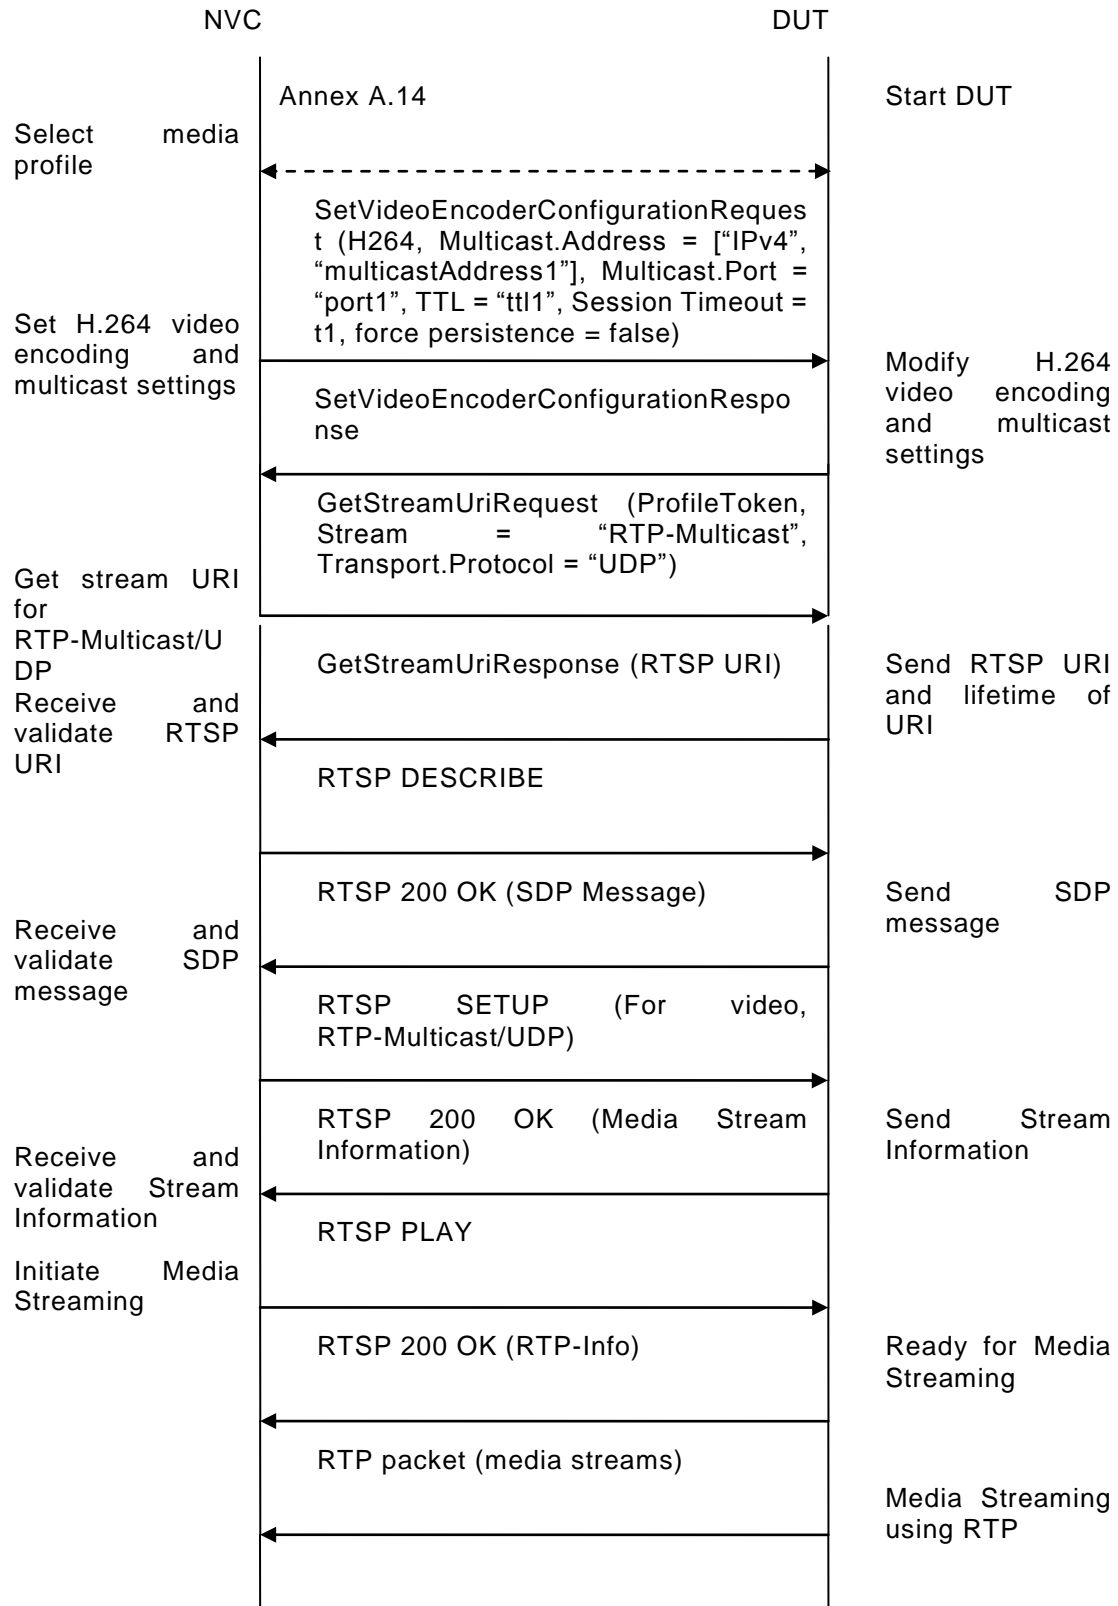 NVC
DUT
Annex A.14
Start DUT
Select media
profile
SetVideoEncoderConfigurationReques
t (H264, Multicast.Address = [“IPv4”,
“multicastAddress1”], Multicast.Port =
“port1”, TTL = “ttl1”, Session Timeout =
t1, force persistence = false)
Set H.264 video
encoding and
multicast settings
Modify H.264
video encoding
and multicast
settings
SetVideoEncoderConfigurationRespo
nse
GetStreamUriRequest (ProfileToken,
Stream = “RTP-Multicast”,
Transport.Protocol = “UDP”)
Get stream URI
for
RTP-Multicast/U
DP
GetStreamUriResponse (RTSP URI)
Send RTSP URI
and lifetime of
URI
Receive and
validate RTSP
URI
RTSP DESCRIBE
RTSP 200 OK (SDP Message)
Send SDP
message
Receive and
validate SDP
message
RTSP SETUP (For video,
RTP-Multicast/UDP)
RTSP 200 OK (Media Stream
Information)
Send Stream
Information
Receive and
validate Stream
Information
RTSP PLAY
Initiate Media
Streaming
RTSP 200 OK (RTP-Info)
Ready for Media
Streaming
RTP packet (media streams)
Media Streaming
using RTP